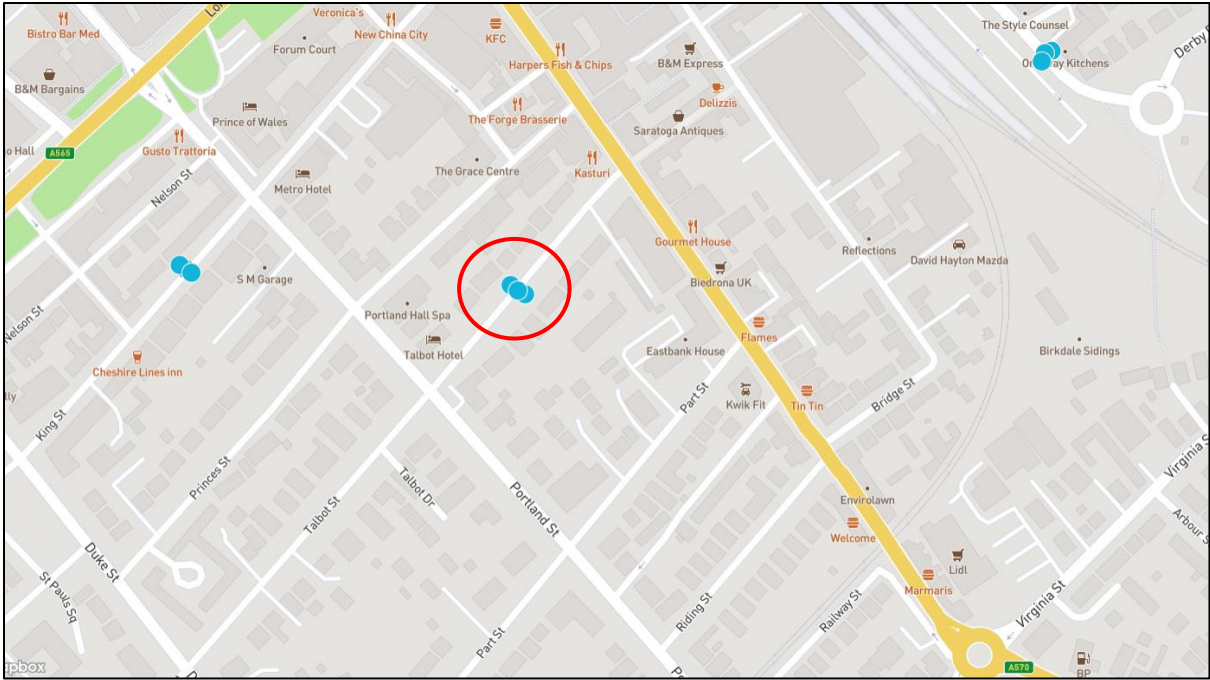 Veronica's
The Style Counsel
Bistro Bar Med
New China City
KFC
Forum Court
Harpers Fish & Chips
B&M Express
Derby
B&M Bargains
Delizzis
Prince of Wales
The Forge Brasserie
Saratoga Antiques
Hall
A565
Gusto Trattoria
The Grace Centre
Kasturi
Nelson St
Metro Hotel
Gourmet House
Reflections
David Hayton Mazda
S M Garage
Biedrona UK
Nelson St
Portland Hall Spa
Flames
Talbot Hotel
Eastbank House
Birkdale Sidings
Cheshire Lines inn
Kwik Fit
Tin Tin
Part St
Bridge St
King St
Princes St
Talbot St
Talbot Dr
Portland St
Virginia S
Envirolawn
Arbour S
Welcome
Duke St
Lidl
Marmaris
St Pauls Sq
Riding St
Railway St
Virginia St
Part St
A570
BP
pbox